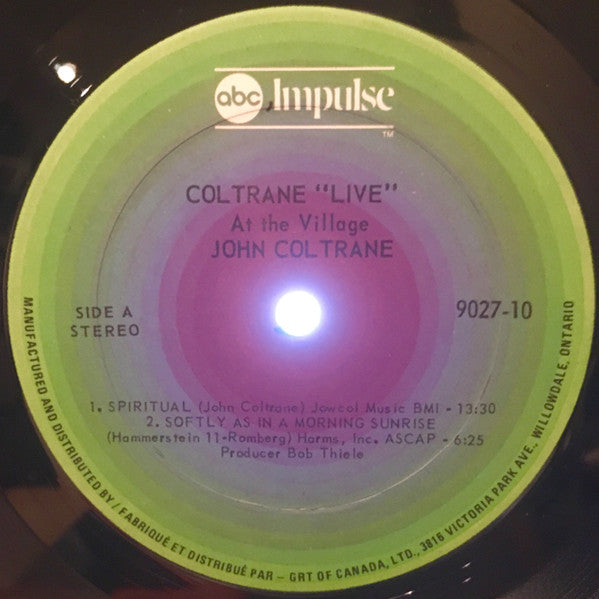 abc Impulse
TM
COLTRANE "LIVE"
At the Village
JOHN COLTRANE
SIDE A
STEREO
9027-10
1. SPIRITUAL (John Coltrane) Jowcol Music BMI - 13:30
2. SOFTLY AS IN A MORNING SUNRISE
(Hammerstein 11-Romberg) Harms, Inc. ASCAP - 6:25
Producer Bob Thiele
MANUFACTURED AND DISTRIBUTED BY / FABRIQUÉ ET DISTRIBUÉ PAR – GRT OF CANADA, LTD., 3816 VICTORIA PARK AVE., WILLOWDALE, ONTARIO